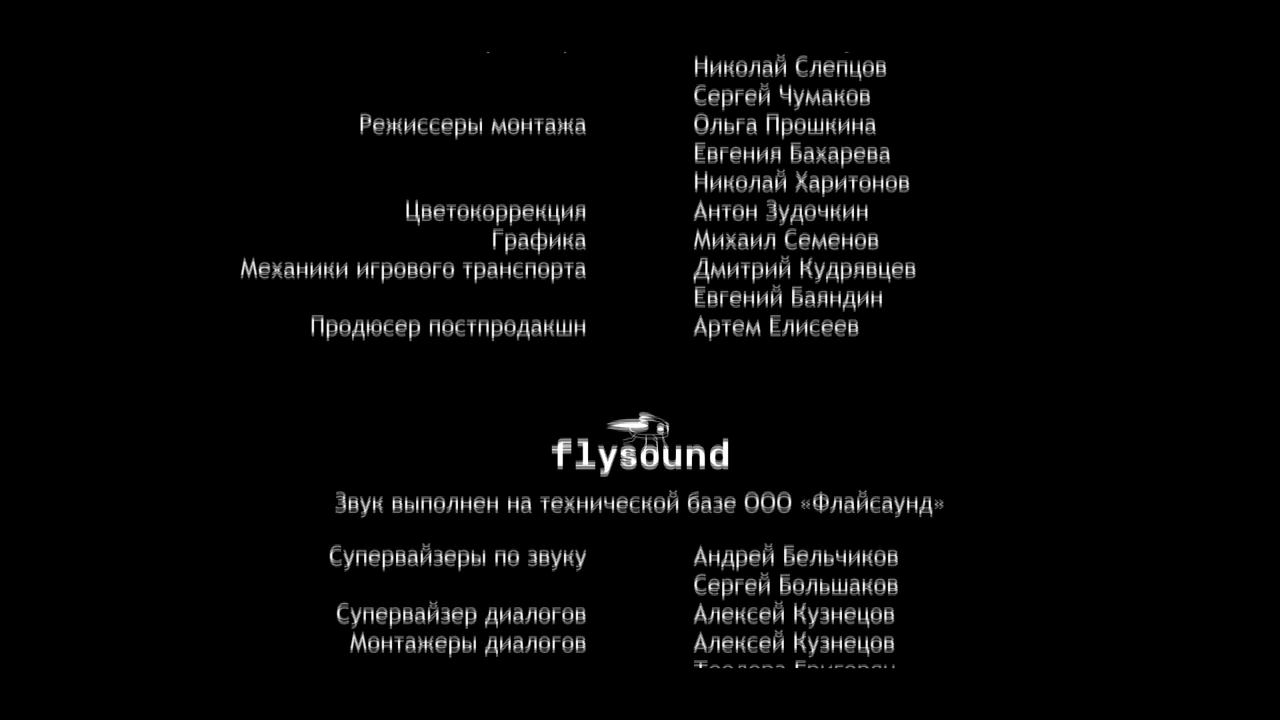 Николай Слепцов
Сергей Чумаков
Режиссеры монтажа Ольга Прошкина
Евгения Бахарева
Николай Харитонов
Цветокоррекция Антон Зудочкин
Графика Михаил Семенов
Механики игрового транспорта Дмитрий Кудрявцев
Евгений Баяндин
Продюсер постпродакшн Артем Елисеев
flysound
Звук выполнен на технической базе ООО «Флайсаунд»
Супервайзеры по звуку Андрей Бельчиков
Сергей Большаков
Супервайзер диалогов Алексей Кузнецов
Монтажеры диалогов Алексей Кузнецов